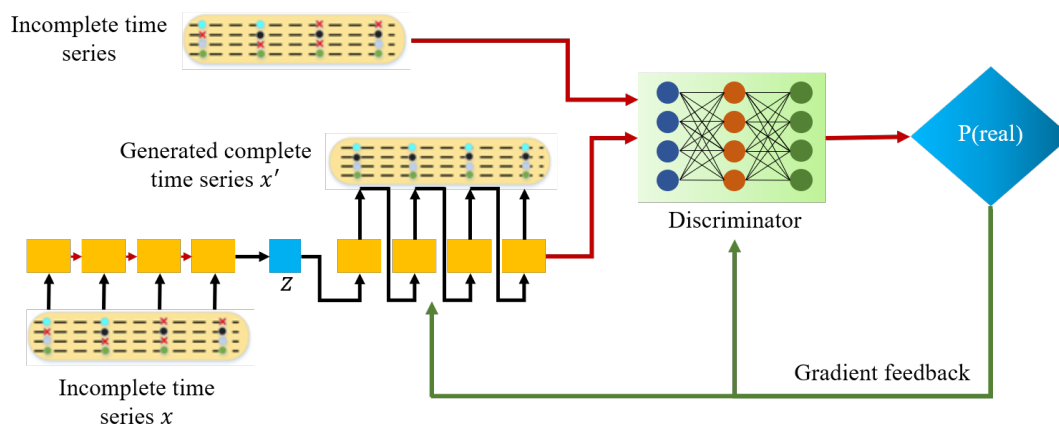 Incomplete time
series
Generated complete
time series x′
P(real)
Discriminator
z
Gradient feedback
Incomplete time
series x